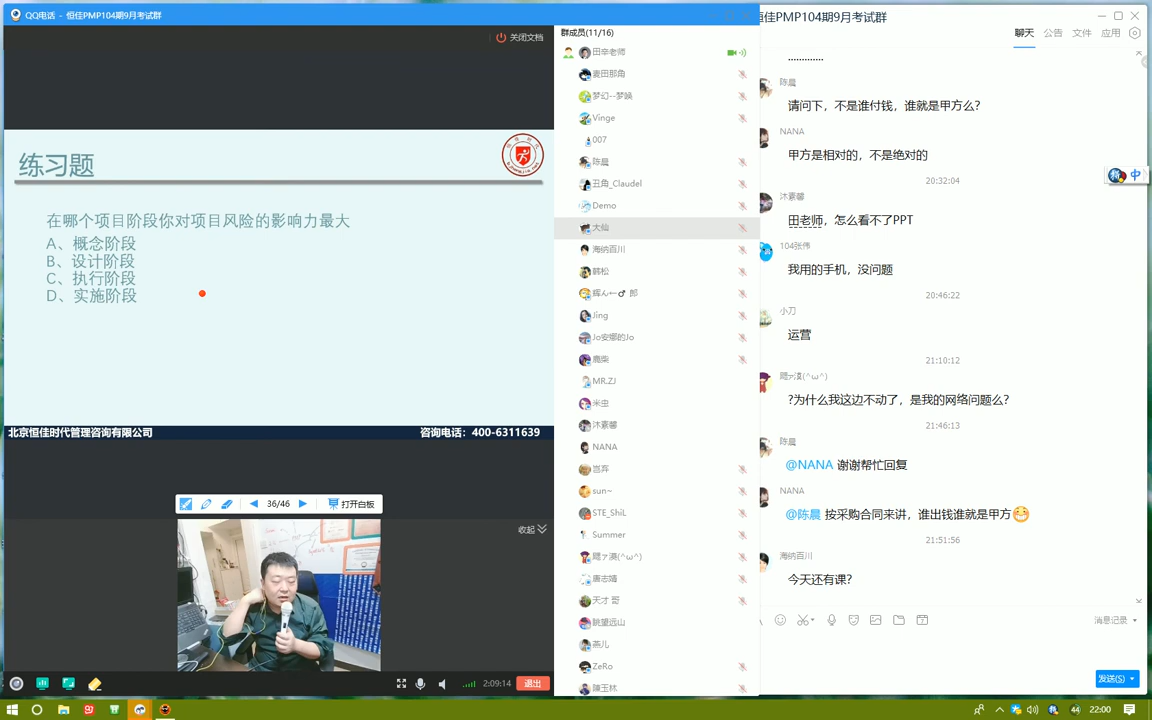 QQ电话 - 恒佳PMP104期9月考试群
关闭文档
练习题
在哪个项目阶段你对项目风险的影响力最大
A、概念阶段
B、设计阶段
C、执行阶段
D、实施阶段
北京恒佳时代管理咨询有限公司
咨询电话：400-6311639
36/46
打开白板
收起
2:09:14
退出
群成员(11/16)
田辛老师
麦田那角
梦幻--梦唤
Vinge
007
陈晨
丑角_Claudel
Demo
大仙
海纳百川
韩松
Jing
Jo安娜的Jo
鹿柴
MR.ZJ
米虫
沐素馨
NANA
sun~
STE_ShiL
Summer
唐志婧
天才 哥
眺望远山
燕儿
ZeRo
陳玉林
恒佳PMP104期9月考试群
聊天
公告
文件
应用
............
陈晨
请问下，不是谁付钱，谁就是甲方么?
NANA
甲方是相对的，不是绝对的
20:32:04
沐素馨
田老师，怎么看不了PPT
104张伟
我用的手机，没问题
20:46:22
小刀
运营
21:10:12
?为什么我这边不动了，是我的网络问题么?
21:46:13
陈晨
@NANA 谢谢帮忙回复
NANA
@陈晨 按采购合同来讲，谁出钱谁就是甲方
21:51:56
海纳百川
今天还有课?
消息记录
发送(S)
中
44
22:00